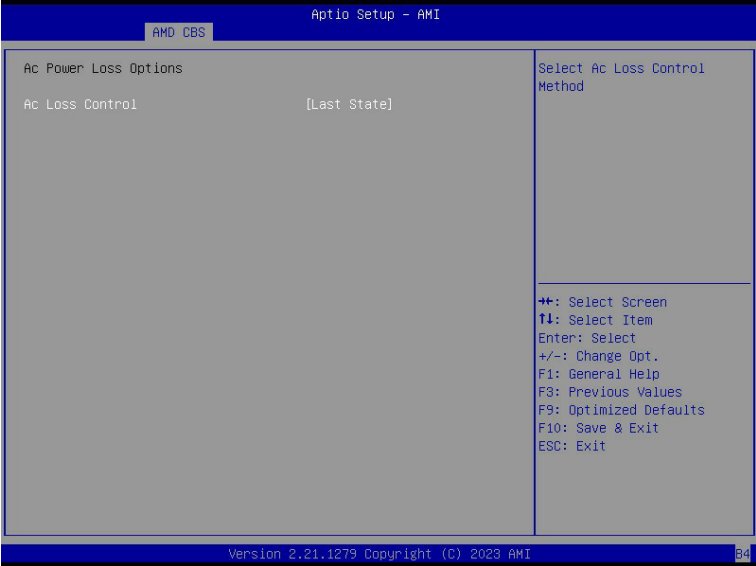 Aptio Setup – AMI
AMD CBS
Ac Power Loss Options
Ac Loss Control [Last State]
Select Ac Loss Control
Method
→←: Select Screen
↑↓: Select Item
Enter: Select
+/-: Change Opt.
F1: General Help
F3: Previous Values
F9: Optimized Defaults
F10: Save & Exit
ESC: Exit
Version 2.21.1279 Copyright (C) 2023 AMI
B4